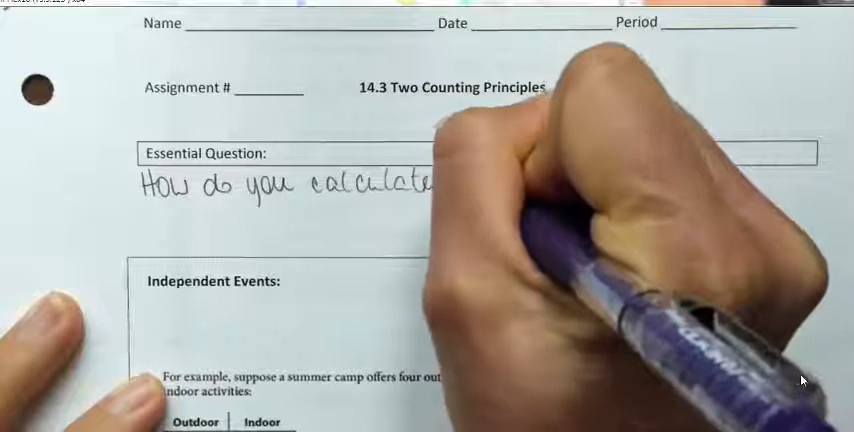 Name Date Period
Assignment # 14.3 Two Counting Principles
Essential Question:
How do you calculate
Independent Events:
For example, suppose a summer camp offers four out
indoor activities:
Outdoor Indoor